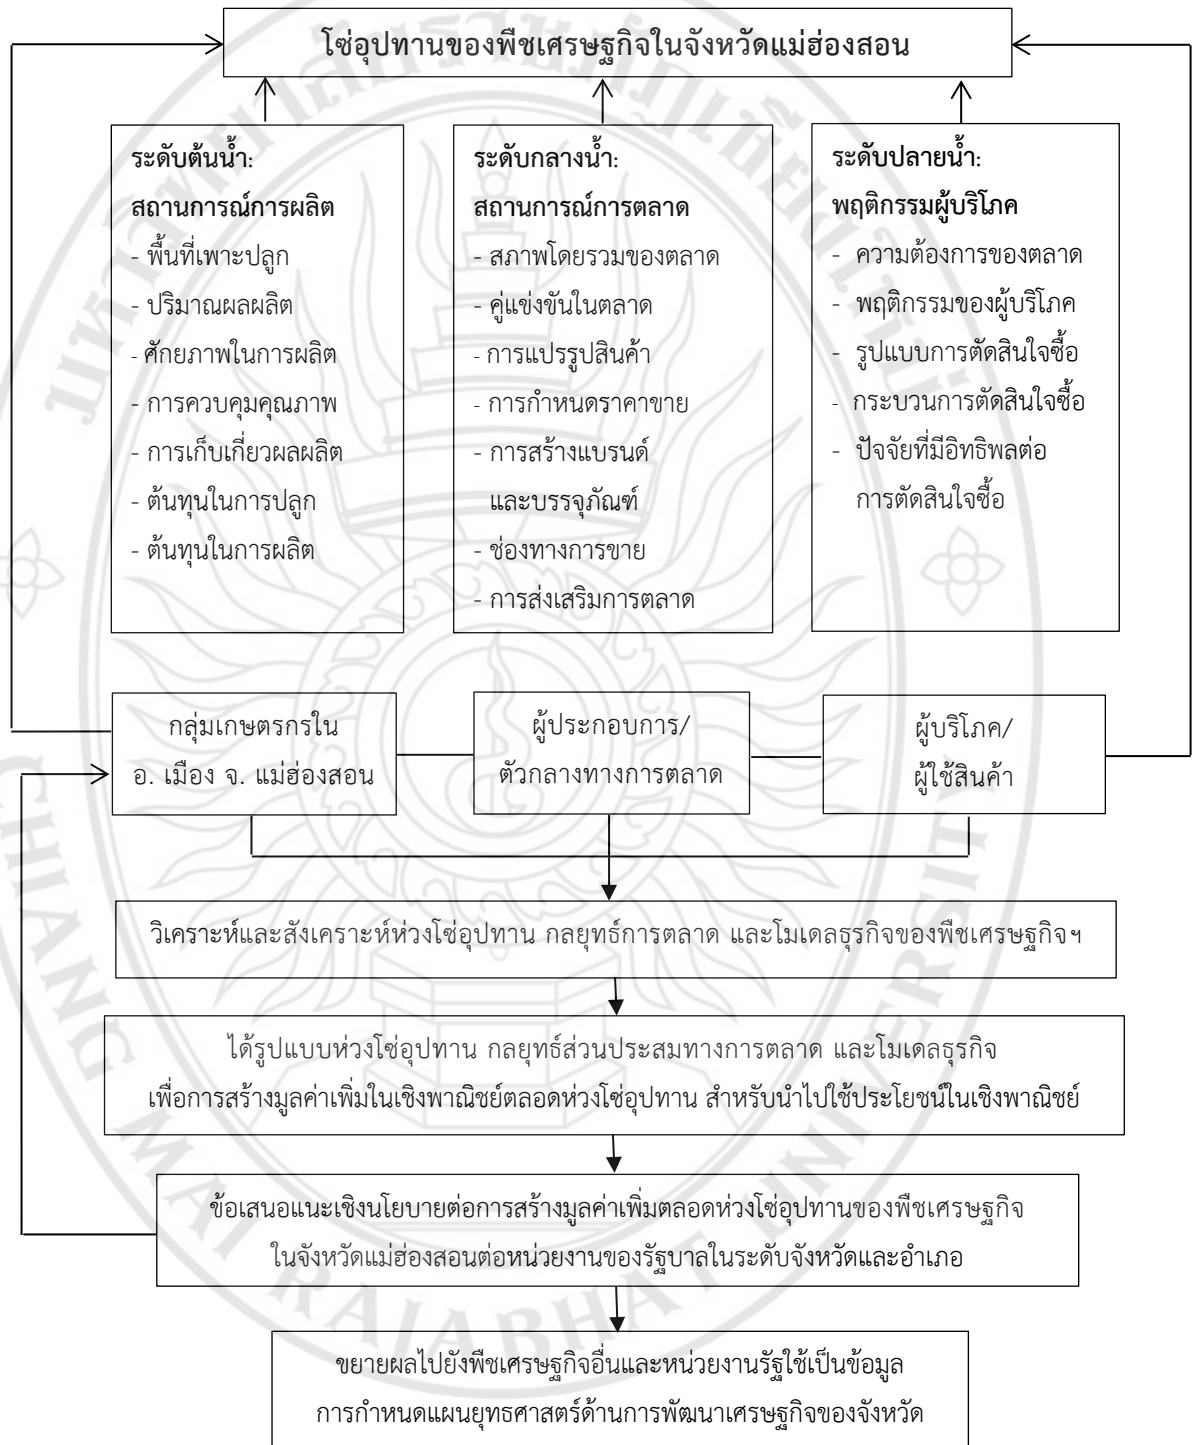 โซ่อุปทานของพืชเศรษฐกิจในจังหวัดแม่ฮ่องสอน
ระดับต้นน้ำ:
สถานการณ์การผลิต
- พื้นที่เพาะปลูก
- ปริมาณผลผลิต
- ศักยภาพในการผลิต
- การควบคุมคุณภาพ
- การเก็บเกี่ยวผลผลิต
- ต้นทุนในการปลูก
- ต้นทุนในการผลิต
ระดับกลางน้ำ:
สถานการณ์การตลาด
- สภาพโดยรวมของตลาด
- คู่แข่งขันในตลาด
- การแปรรูปสินค้า
- การกำหนดราคาขาย
- การสร้างแบรนด์
และบรรจุภัณฑ์
- ช่องทางการขาย
- การส่งเสริมการตลาด
ระดับปลายน้ำ:
พฤติกรรมผู้บริโภค
- ความต้องการของตลาด
- พฤติกรรมของผู้บริโภค
- รูปแบบการตัดสินใจซื้อ
- กระบวนการตัดสินใจซื้อ
- ปัจจัยที่มีอิทธิพลต่อ
การตัดสินใจซื้อ
กลุ่มเกษตรกรใน
อ. เมือง จ. แม่ฮ่องสอน
ผู้ประกอบการ/
ตัวกลางทางการตลาด
ผู้บริโภค/
ผู้ใช้สินค้า
วิเคราะห์และสังเคราะห์ห่วงโซ่อุปทาน กลยุทธ์การตลาด และโมเดลธุรกิจของพืชเศรษฐกิจฯ
ได้รูปแบบห่วงโซ่อุปทาน กลยุทธ์ส่วนประสมทางการตลาด และโมเดลธุรกิจ
เพื่อการสร้างมูลค่าเพิ่มในเชิงพาณิชย์ตลอดห่วงโซ่อุปทาน สำหรับนำไปใช้ประโยชน์ในเชิงพาณิชย์
ข้อเสนอแนะเชิงนโยบายต่อการสร้างมูลค่าเพิ่มตลอดห่วงโซ่อุปทานของพืชเศรษฐกิจ
ในจังหวัดแม่ฮ่องสอนต่อหน่วยงานของรัฐบาลในระดับจังหวัดและอำเภอ
ขยายผลไปยังพืชเศรษฐกิจอื่นและหน่วยงานรัฐใช้เป็นข้อมูล
การกำหนดแผนยุทธศาสตร์ด้านการพัฒนาเศรษฐกิจของจังหวัด
มหาวิทยาลัยราชภัฏเชียงใหม่
CHIANG MAI RAJABHAT UNIVERSITY